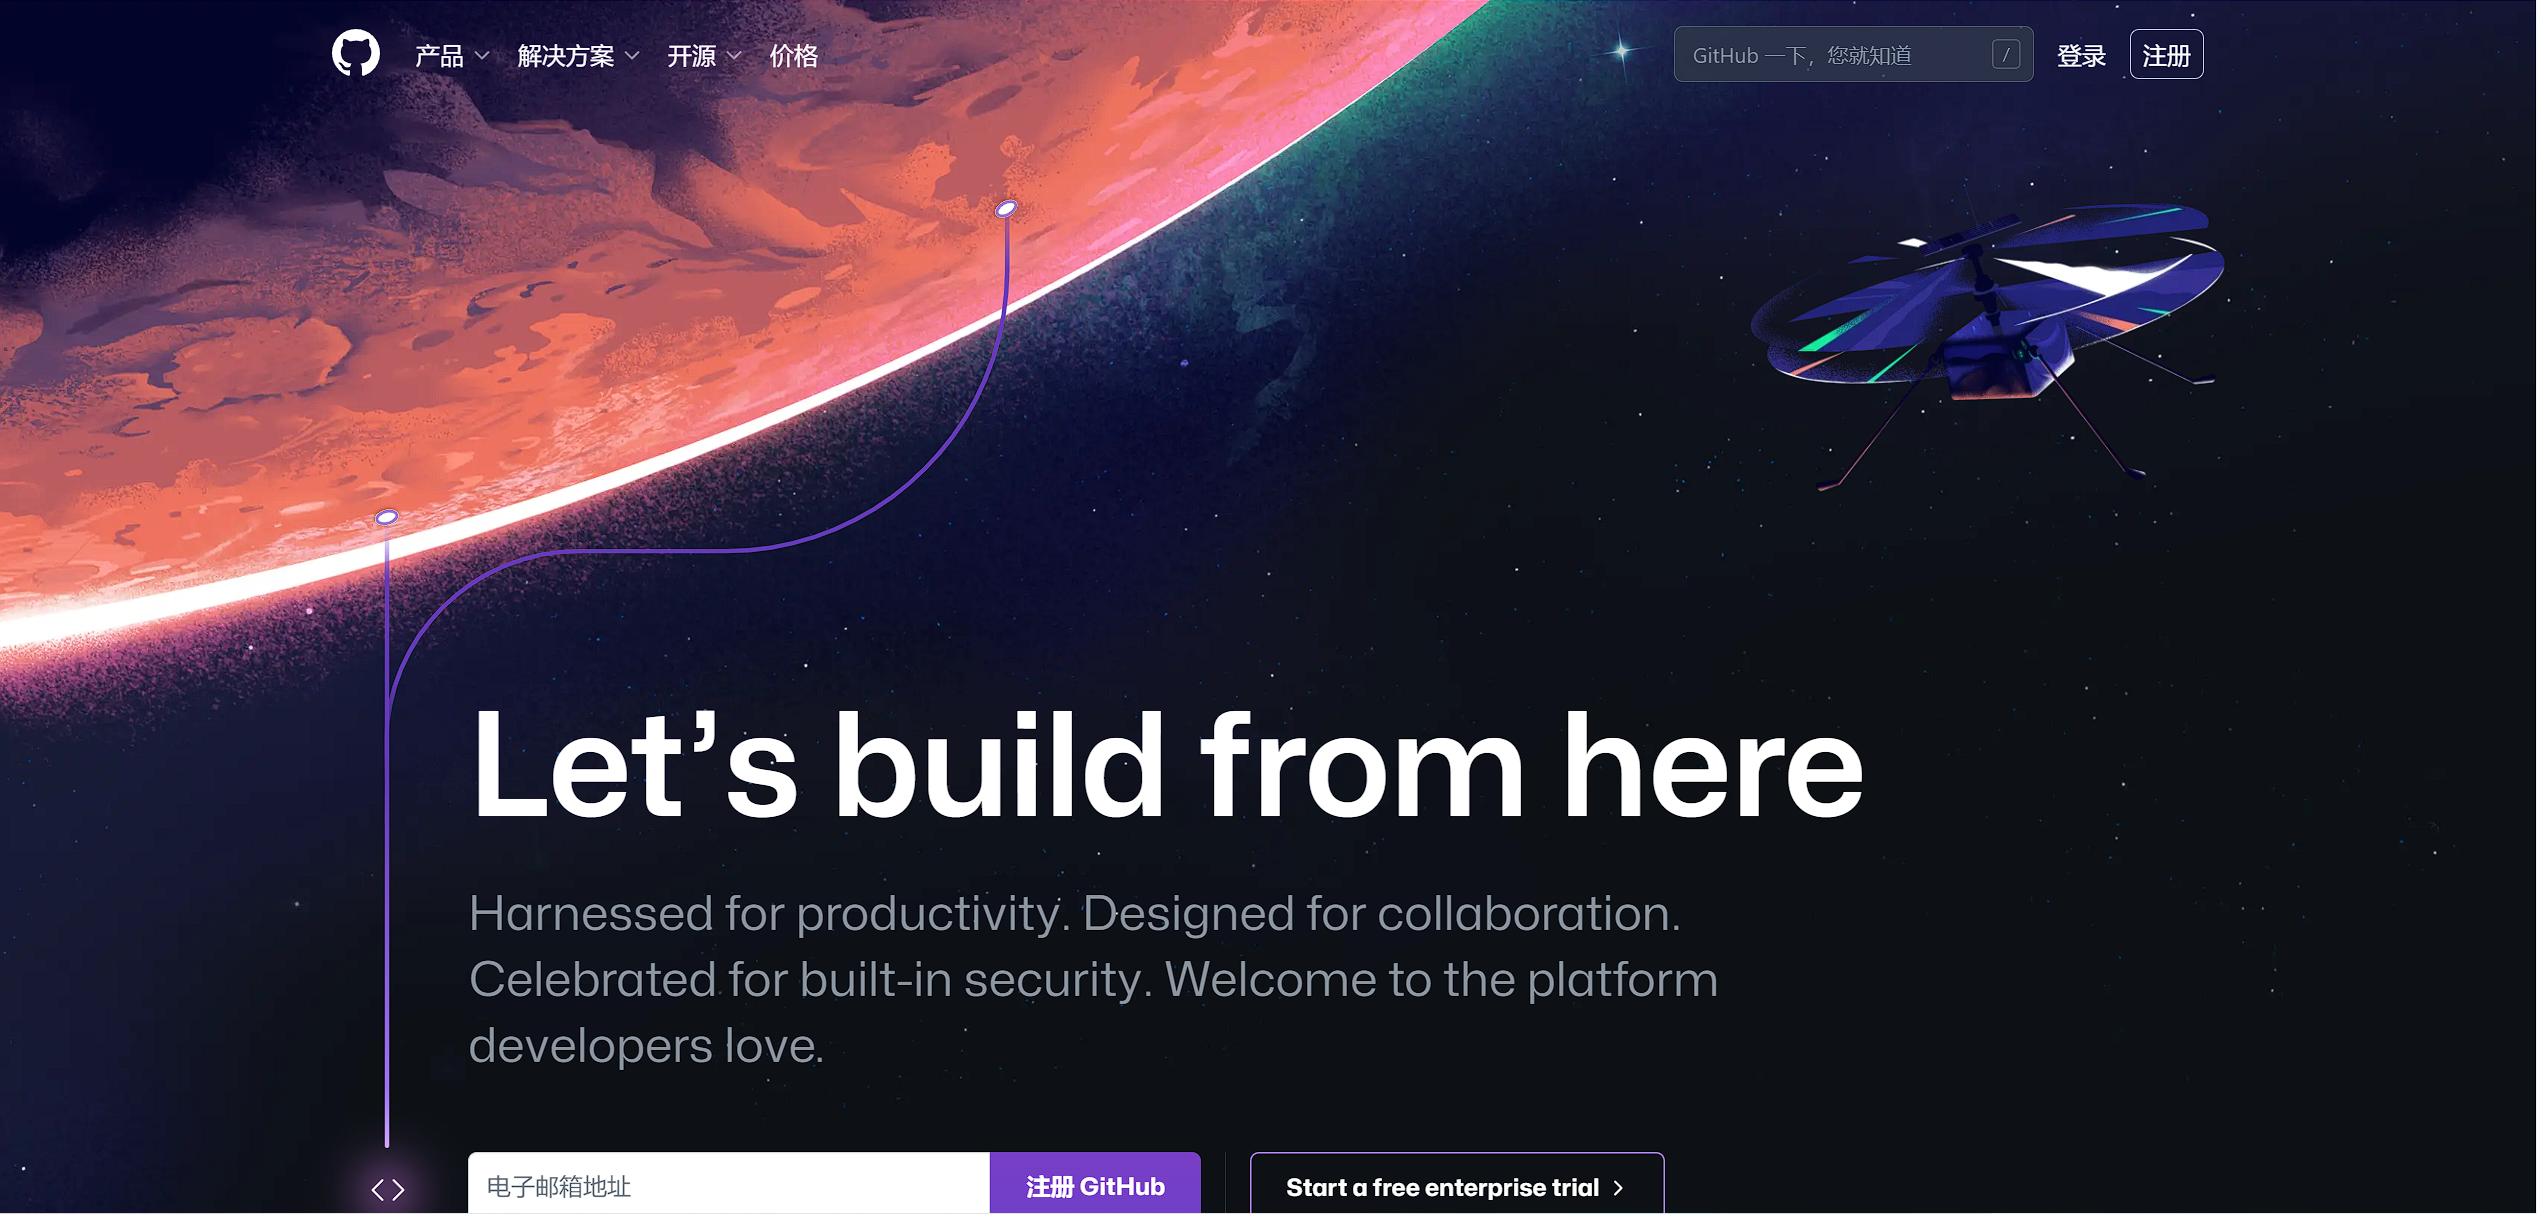 产品 解决方案 开源 价格 GitHub 一下，您就知道 / 登录 注册
Let’s build from here
Harnessed for productivity. Designed for collaboration.
Celebrated for built-in security. Welcome to the platform
developers love.
电子邮箱地址 注册 GitHub Start a free enterprise trial